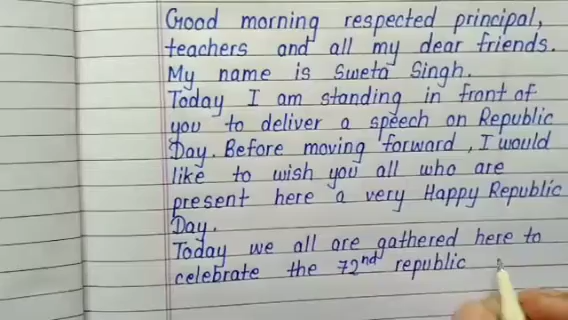 Good morning respected principal,
teachers and all my dear friends.
My name is Sweta Singh.
Today I am standing in front of
you to deliver a speech on Republic
Day. Before moving forward, I would
like to wish you all who are
present here a very Happy Republic
Day.
Today we all are gathered here to
celebrate the 72nd republic